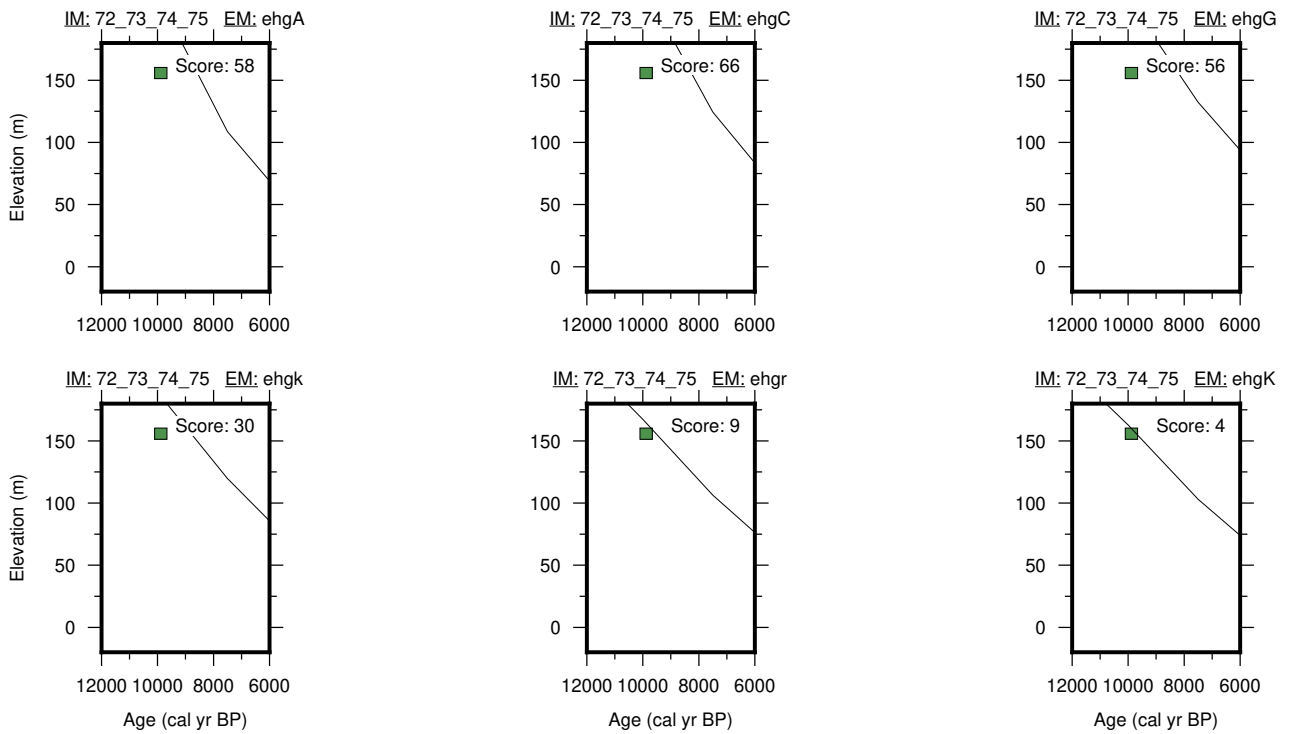 IM: 72_73_74_75 EM: ehgA
Score: 58
150
100
50
0
Elevation (m)
12000 10000 8000 6000
IM: 72_73_74_75 EM: ehgC
Score: 66
150
100
50
0
12000 10000 8000 6000
IM: 72_73_74_75 EM: ehgG
Score: 56
150
100
50
0
12000 10000 8000 6000
IM: 72_73_74_75 EM: ehgk
Score: 30
150
100
50
0
Elevation (m)
12000 10000 8000 6000
Age (cal yr BP)
IM: 72_73_74_75 EM: ehgr
Score: 9
150
100
50
0
12000 10000 8000 6000
Age (cal yr BP)
IM: 72_73_74_75 EM: ehgK
Score: 4
150
100
50
0
12000 10000 8000 6000
Age (cal yr BP)